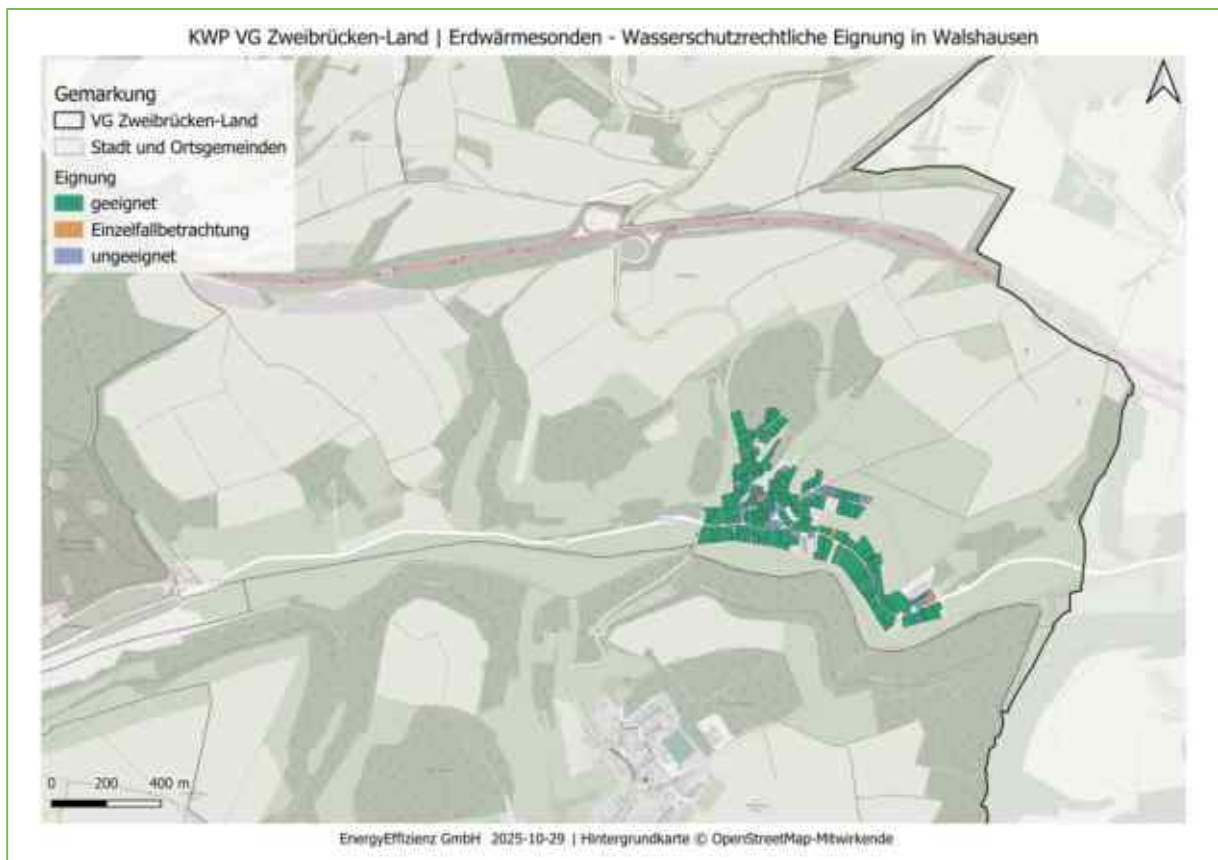 KWP VG Zweibrücken-Land | Erdwärmesonden - Wasserschutzrechtliche Eignung in Walshausen
Gemarkung
VG Zweibrücken-Land
Stadt und Ortsgemeinden
Eignung
geeignet
Einzelfallbetrachtung
ungeeignet
0 200 400 m
EnergyEffizienz GmbH 2025-10-29 | Hintergrundkarte © OpenStreetMap-Mitwirkende